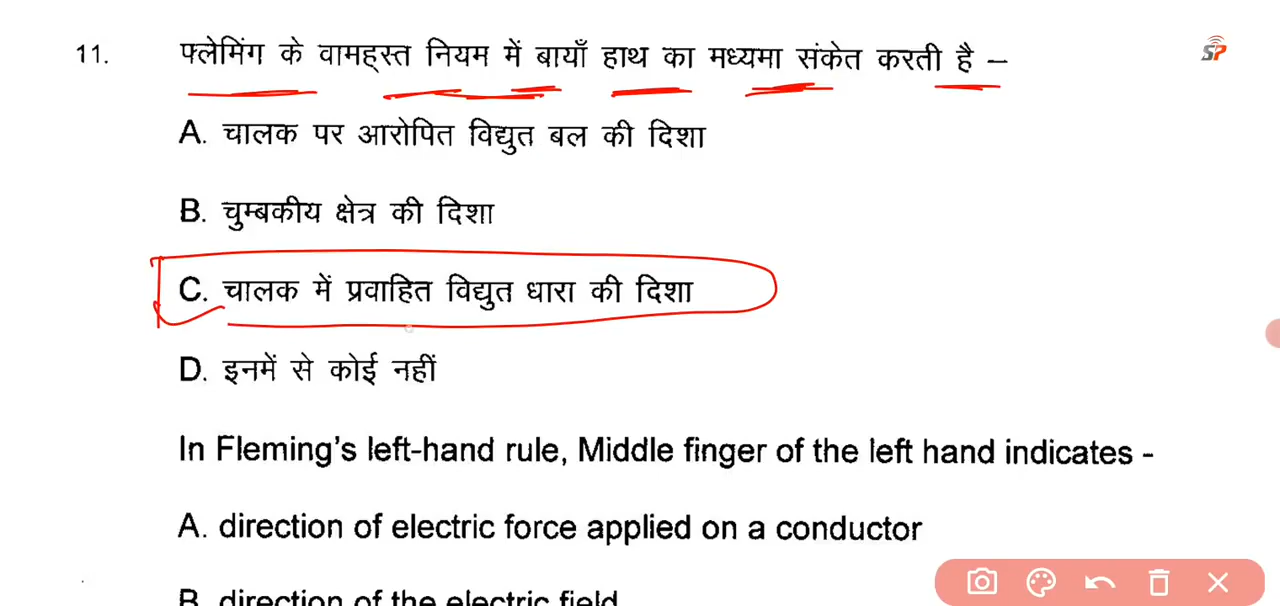 11. फ्लेमिंग के वामहस्त नियम में बायाँ हाथ का मध्यमा संकेत करती है –
SP
A. चालक पर आरोपित विद्युत बल की दिशा
B. चुम्बकीय क्षेत्र की दिशा
C. चालक में प्रवाहित विद्युत धारा की दिशा
D. इनमें से कोई नहीं
In Fleming's left-hand rule, Middle finger of the left hand indicates -
A. direction of electric force applied on a conductor
B. direction of the electric field